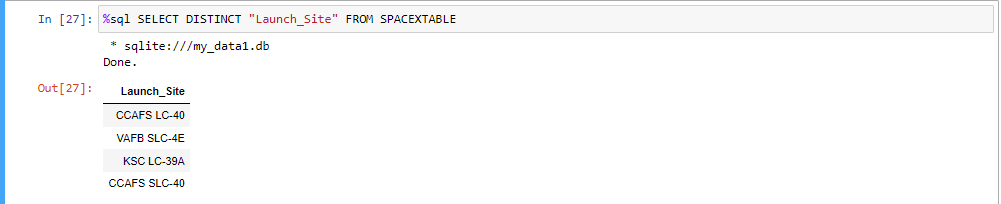 In [27]: %sql SELECT DISTINCT "Launch_Site" FROM SPACEXTABLE
* sqlite:///my_data1.db
Done.
Out[27]:
Launch_Site
CCAFS LC-40
VAFB SLC-4E
KSC LC-39A
CCAFS SLC-40